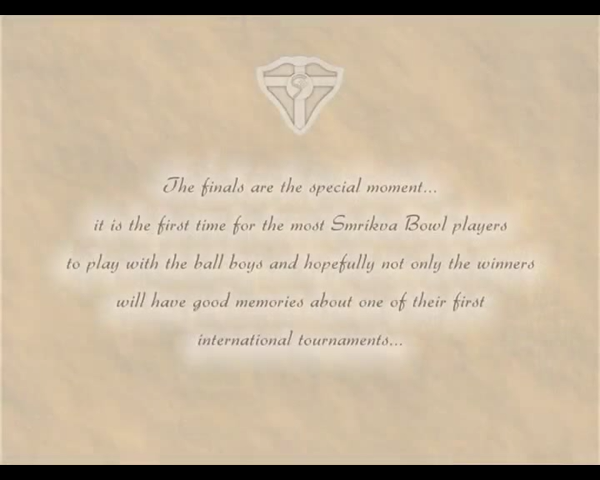 The finals are the special moment...
it is the first time for the most Smrikva Bowl players
to play with the ball boys and hopefully not only the winners
will have good memories about one of their first
international tournaments...